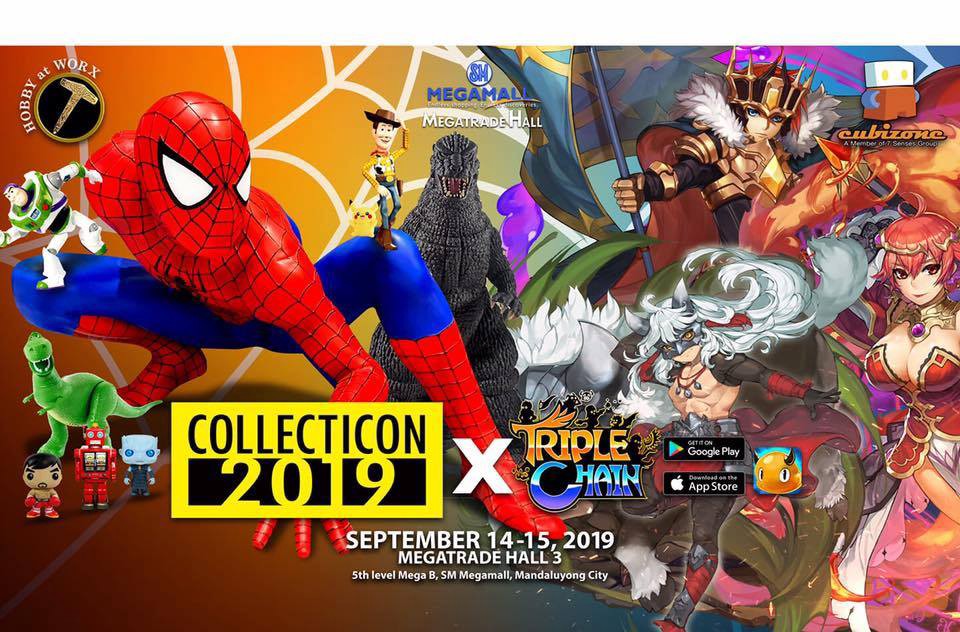 HOBBY at WORX
SM
MEGAMALL
Endless shopping. Endless discoveries.
MEGATRADE HALL
cubizone
A Member of 7 Senses Group
COLLECTICON
2019
X
TRIPLE
CHAIN
GET IT ON
Google Play
Download on the
App Store
SEPTEMBER 14-15, 2019
MEGATRADE HALL 3
5th level Mega B, SM Megamall, Mandaluyong City